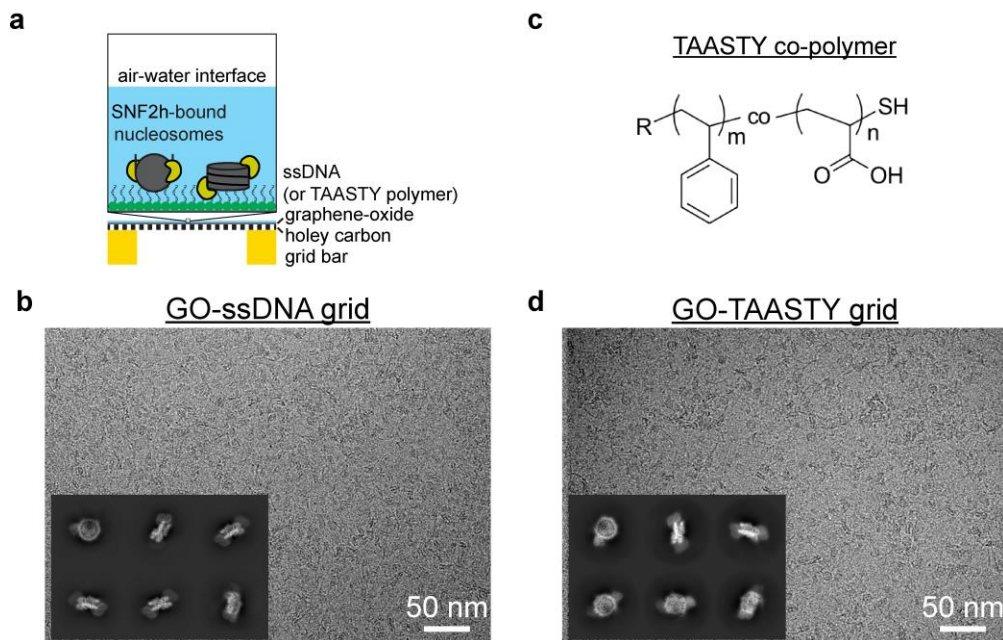 a
air-water interface
SNF2h-bound
nucleosomes
ssDNA
(or TAASTY polymer)
graphene-oxide
holey carbon
grid bar
c
TAASTY co-polymer
R
m
co
n
SH
O
OH
b
GO-ssDNA grid
50 nm
d
GO-TAASTY grid
50 nm